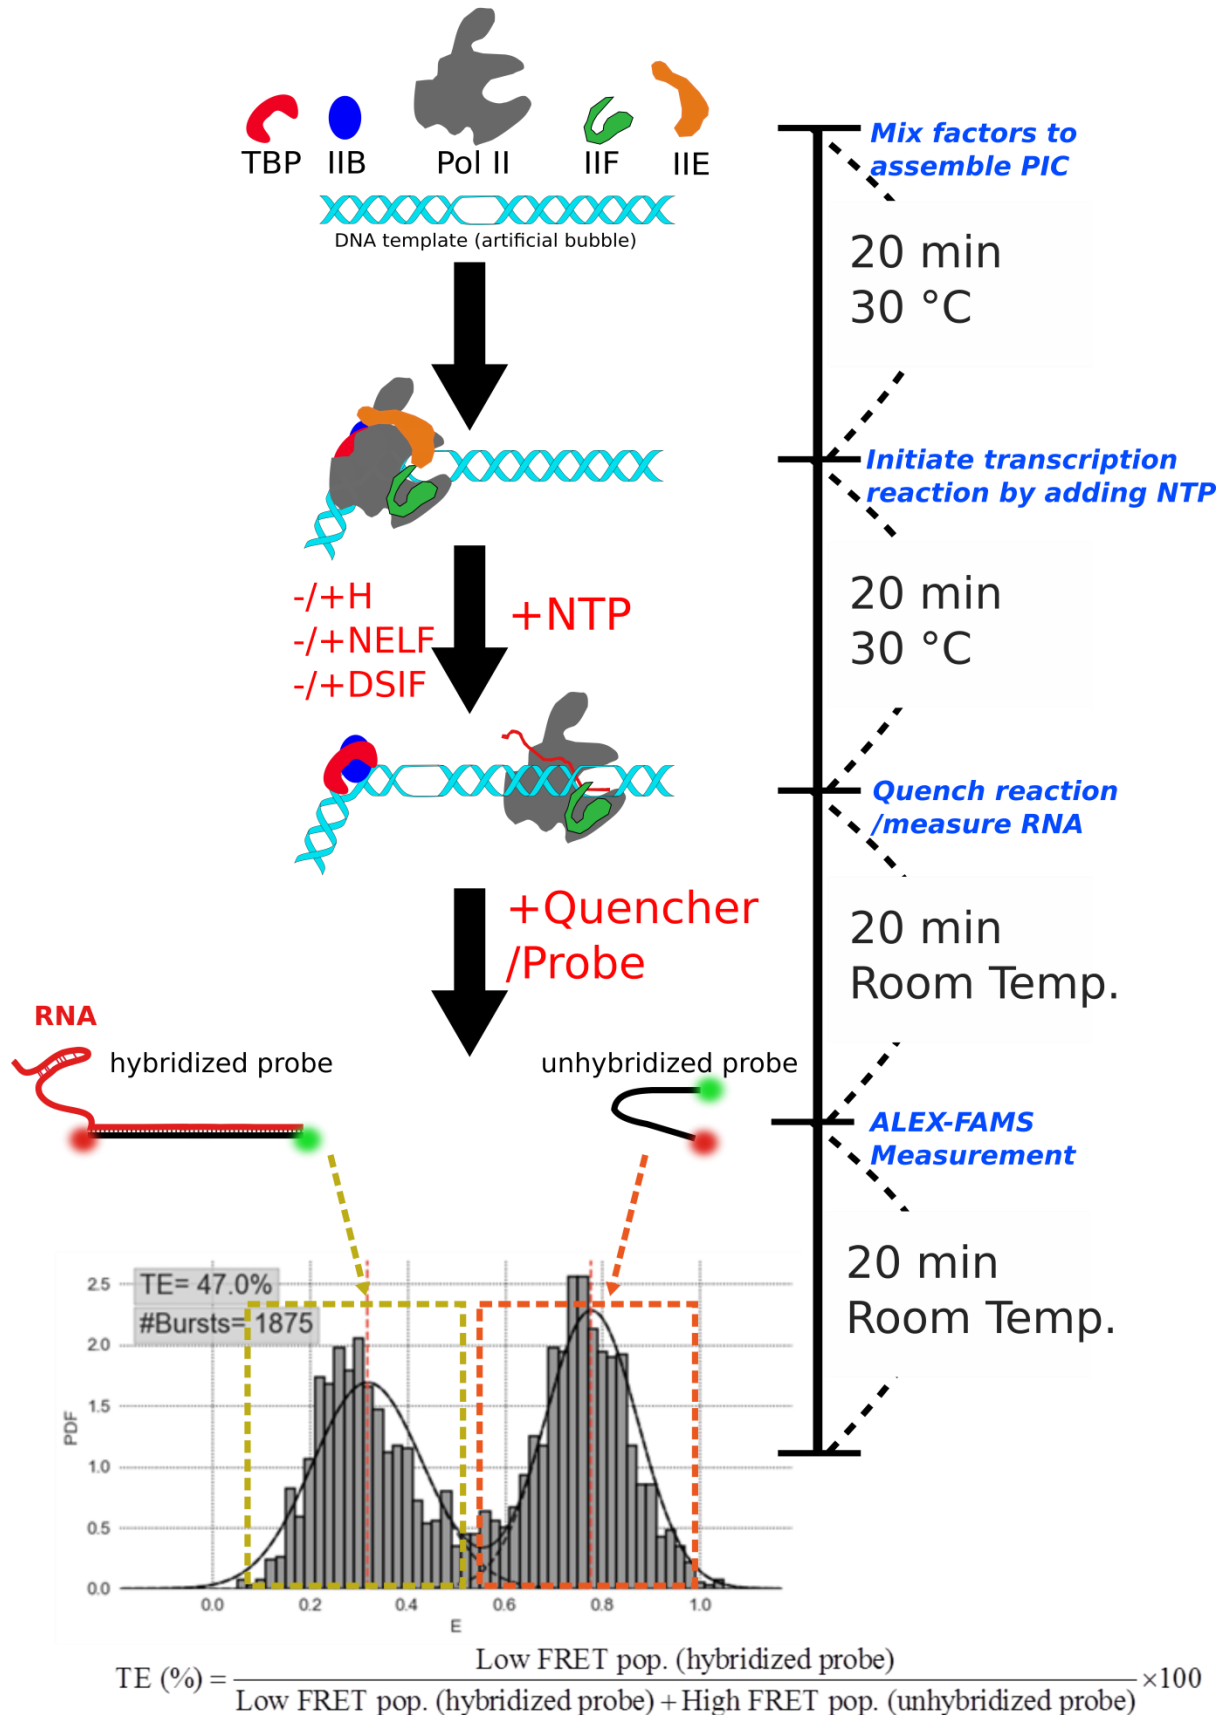 TBP IIB Pol II IIF IIE
DNA template (artificial bubble)
Mix factors to
assemble PIC
20 min
30 °C
Initiate transcription
reaction by adding NTP
-/+H
-/+NELF
-/+DSIF
+NTP
20 min
30 °C
Quench reaction
/measure RNA
+Quencher
/Probe
20 min
Room Temp.
RNA
hybridized probe
unhybridized probe
ALEX-FAMS
Measurement
20 min
Room Temp.
TE= 47.0%
#Bursts= 1875
PDF
2.5
2.0
1.5
1.0
0.5
0.0
0.0 0.2 0.4 0.6 0.8 1.0
E
Low FRET pop. (hybridized probe)
TE (%) = ×100
Low FRET pop. (hybridized probe) + High FRET pop. (unhybridized probe)